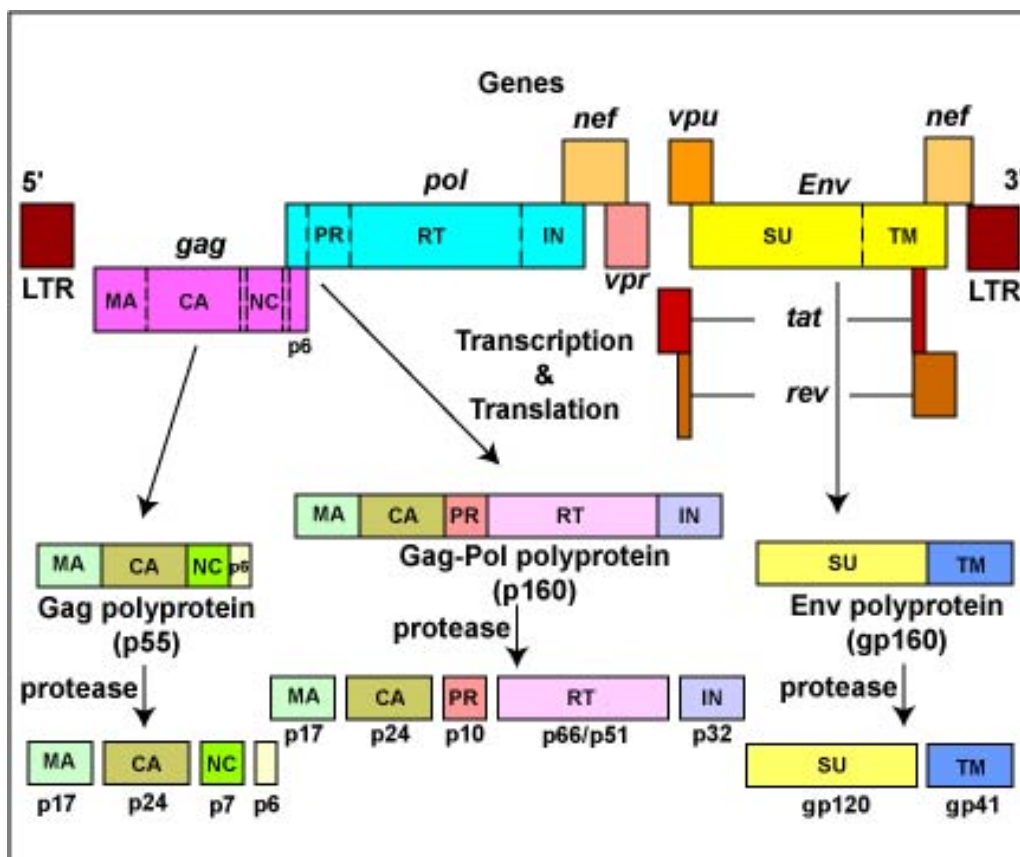 Genes
nef vpu nef
5' pol Env 3'
gag PR RT IN SU TM
LTR vpr LTR
MA CA NC
p6
tat
Transcription
&
Translation
rev
MA CA PR RT IN
Gag-Pol polyprotein
(p160)
MA CA NC p6
Gag polyprotein
(p55)
SU TM
Env polyprotein
(gp160)
protease
protease
protease
MA CA PR RT IN
p17 p24 p10 p66/p51 p32
MA CA NC
p17 p24 p7 p6
SU TM
gp120 gp41